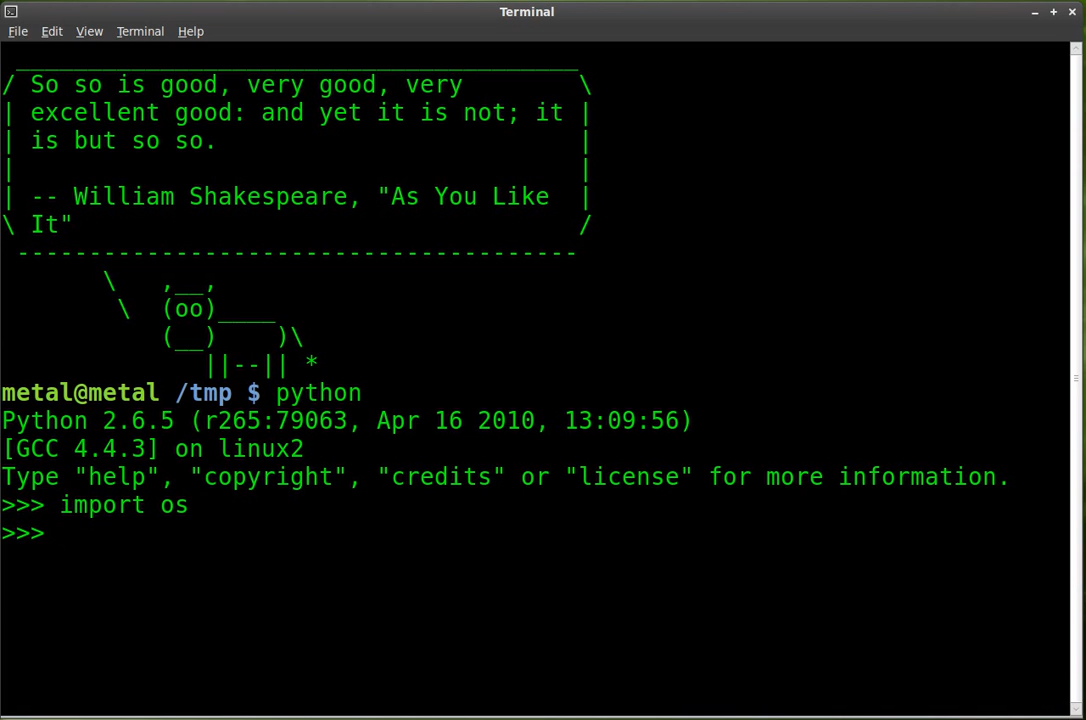 Terminal
File Edit View Terminal Help
 _______________________________________
/ So so is good, very good, very        \
| excellent good: and yet it is not; it |
| is but so so.                         |
|                                       |
| -- William Shakespeare, "As You Like  |
\ It"                                   /
 ---------------------------------------
       \   ,__,
        \  (oo)____
           (__)    )\
              ||--|| *
metal@metal /tmp $ python
Python 2.6.5 (r265:79063, Apr 16 2010, 13:09:56)
[GCC 4.4.3] on linux2
Type "help", "copyright", "credits" or "license" for more information.
>>> import os
>>>